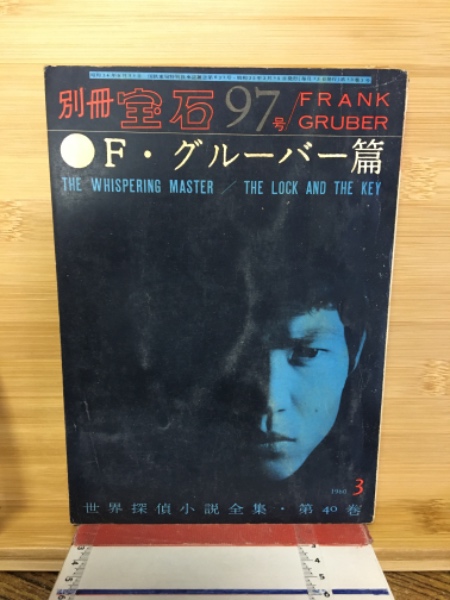 別冊 宝石 97号/FRANK GRUBER
●F・グルーバー篇
THE WHISPERING MASTER / THE LOCK AND THE KEY
1960 3
世界探偵小説全集・第40巻